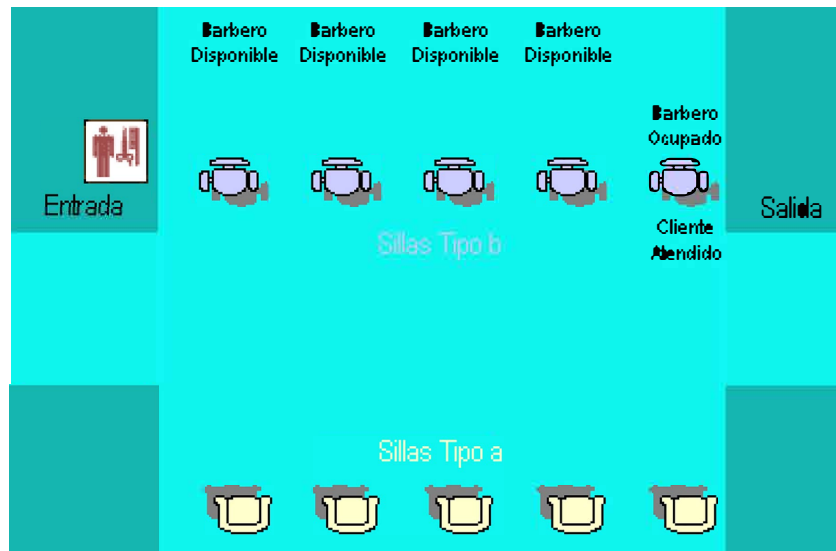 Barbero Barbero Barbero Barbero
Disponible Disponible Disponible Disponible
Barbero
Ocupado
Entrada
Salida
Cliente
Atendido
Sillas Tipo b
Sillas Tipo a